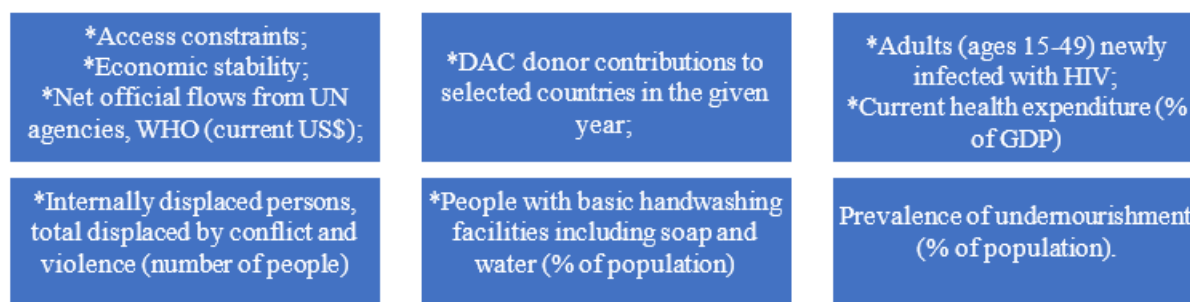 *Access constraints;
*Economic stability;
*Net official flows from UN
agencies, WHO (current US$);
*DAC donor contributions to
selected countries in the given
year;
*Adults (ages 15-49) newly
infected with HIV;
*Current health expenditure (%
of GDP)
*Internally displaced persons,
total displaced by conflict and
violence (number of people)
*People with basic handwashing
facilities including soap and
water (% of population)
Prevalence of undernourishment
(% of population).